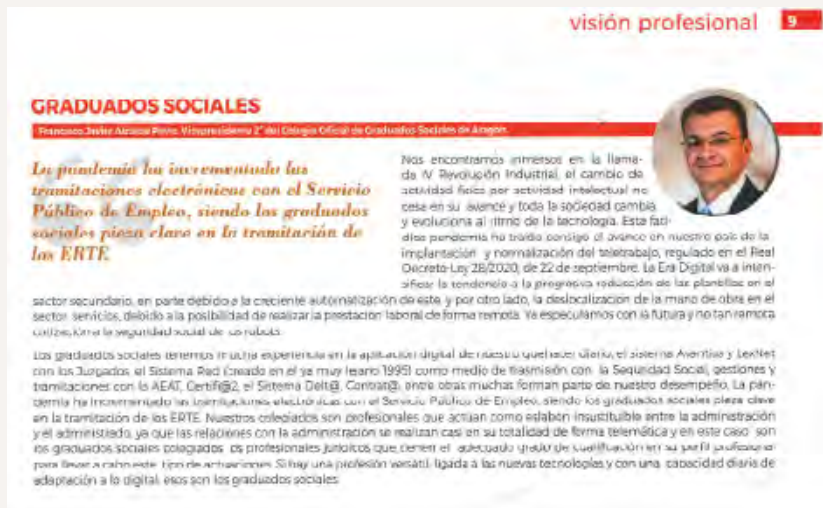 visión profesional 9
GRADUADOS SOCIALES
Francisco Javier Vicepresidente 2º del Colegio Oficial de Graduados Sociales de Aragón
La pandemia ha incrementado las
tramitaciones electrónicas con el Servicio
Público de Empleo, siendo los graduados
sociales pieza clave en la tramitación de
los ERTE
Nos encontramos inmersos en la llama-
da IV Revolución Industrial, el cambio de
actividad física por actividad intelectual no
cesa en su avance y toda la sociedad cambia
y evoluciona al ritmo de la tecnología. Esta fatí-
dica pandemia ha traído consigo el avance en nuestro país de la
implantación y normalización del teletrabajo, regulado en el Real
Decreto-Ley 28/2020, de 22 de septiembre. La Era Digital va a inten-
sificar la tendencia a la progresiva reducción de las plantillas en el
sector secundario, en parte debido a la creciente automatización de este, y por otro lado, la deslocalización de la mano de obra en el
sector servicios, debido a la posibilidad de realizar la prestación laboral de forma remota. Ya especulamos con la futura y no tan remota
cotización a la seguridad social de los robots.
Los graduados sociales tenemos mucha experiencia en la aplicación digital de nuestro quehacer diario, el sistema y LexNet
con los Juzgados, el Sistema Red (creado en el ya muy lejano 1995) como medio de trasmisión con la Seguridad Social, gestiones y
tramitaciones con la AEAT, Certific@2, el Sistema Delt@, Contrat@, entre otras muchas forman parte de nuestro desempeño. La pan-
demia ha incrementado las tramitaciones electrónicas con el Servicio Público de Empleo, siendo los graduados sociales pieza clave
en la tramitación de los ERTE. Nuestros colegiados son profesionales que actúan como eslabón insustituible entre la administración
y el administrado, ya que las relaciones con la administración se realizan casi en su totalidad de forma telemática y en este caso son
los graduados sociales colegiados los profesionales jurídicos que tienen el adecuado grado de cualificación en su perfil profesional
para llevar a cabo este tipo de actuaciones. Si hay una profesión versátil, ligada a las nuevas tecnologías y con una capacidad diaria de
adaptación a lo digital, esos son los graduados sociales.